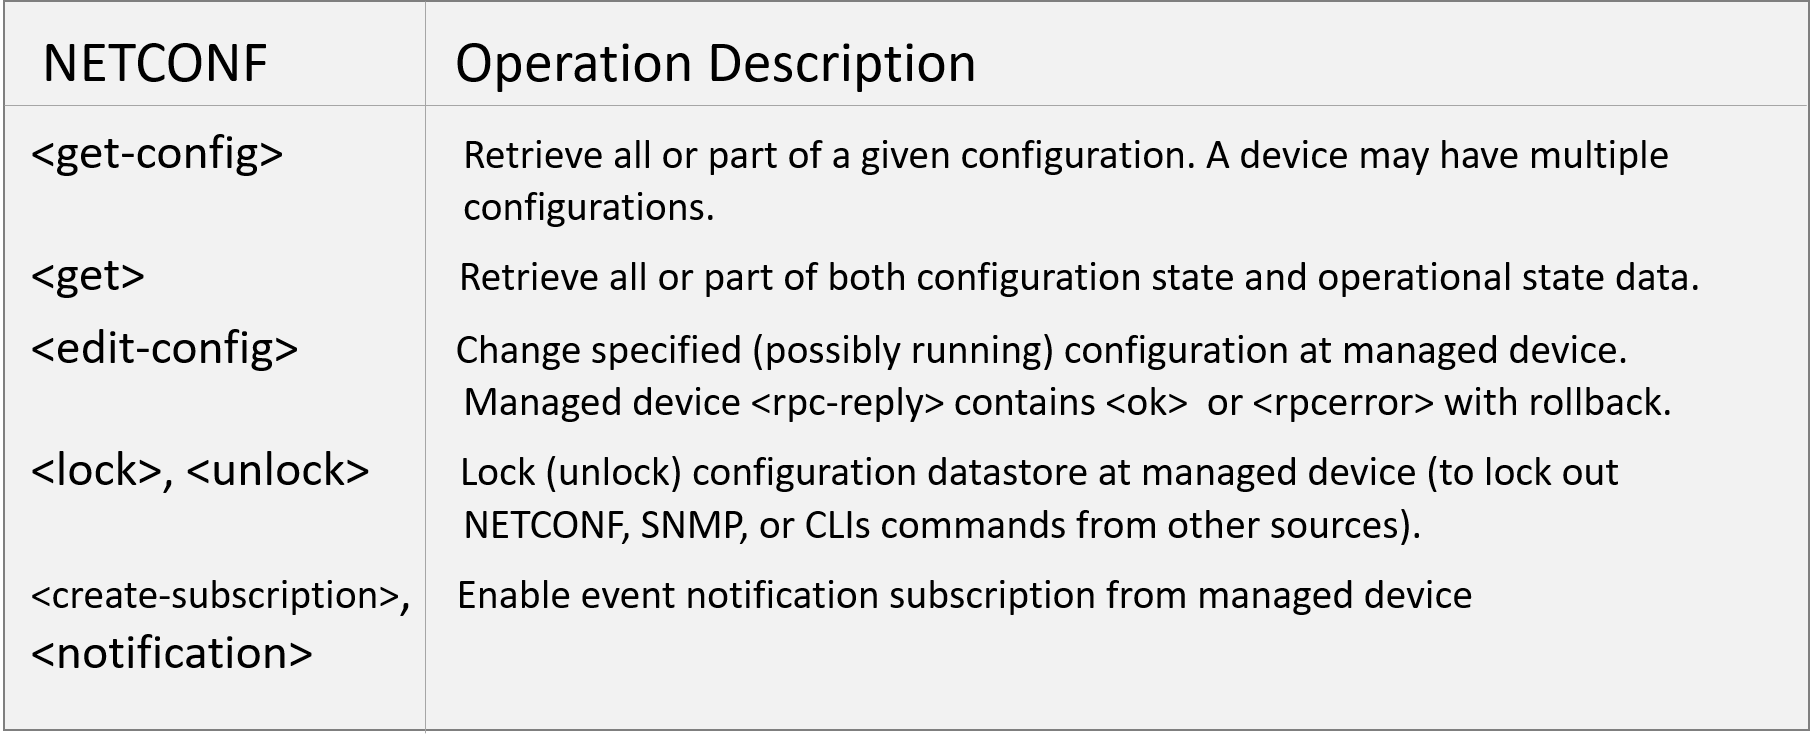 NETCONF Operation Description
<get-config> Retrieve all or part of a given configuration. A device may have multiple
configurations.
<get> Retrieve all or part of both configuration state and operational state data.
<edit-config> Change specified (possibly running) configuration at managed device.
Managed device <rpc-reply> contains <ok> or <rpcerror> with rollback.
<lock>, <unlock> Lock (unlock) configuration datastore at managed device (to lock out
NETCONF, SNMP, or CLIs commands from other sources).
<create-subscription>, Enable event notification subscription from managed device
<notification>